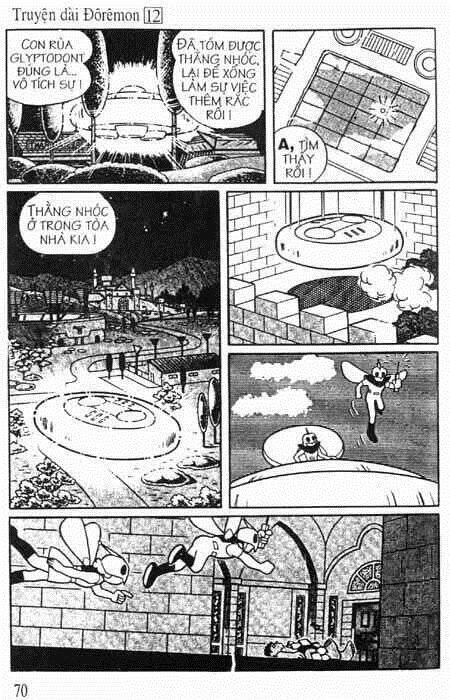 Truyện dài Đôrêmon 12
CON RÙA
GLYPTODONT
ĐÚNG LÀ...
VÔ TÍCH SỰ !
ĐÃ TÓM ĐƯỢC
THẰNG NHÓC,
LẠI ĐỂ XỔNG
LÀM SỰ VIỆC
THÊM RẮC
RỐI !
A, TÌM
THẤY
RỒI !
THẰNG NHÓC
Ở TRONG TÒA
NHÀ KIA !
70